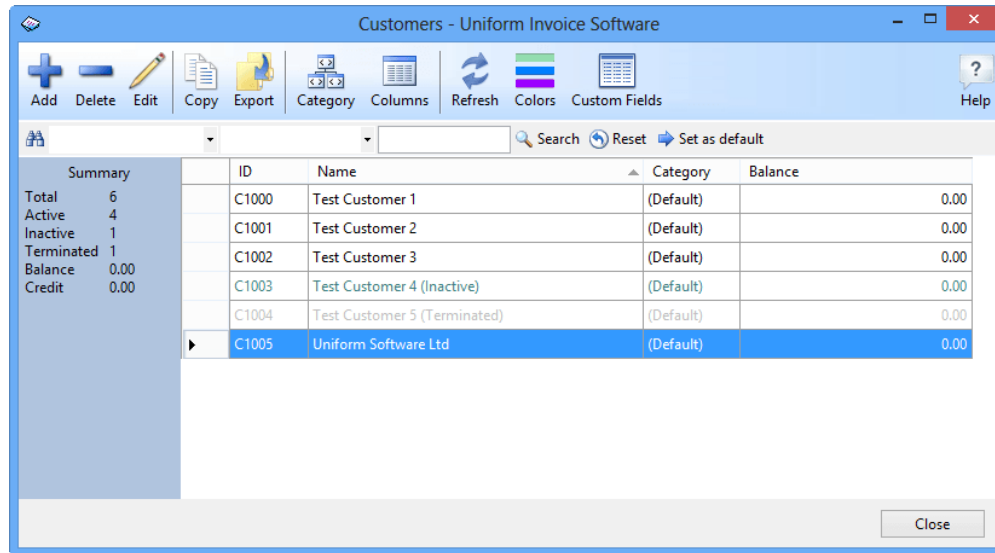 Customers - Uniform Invoice Software
Add Delete Edit Copy Export Category Columns Refresh Colors Custom Fields ? Help
Search Reset Set as default
Summary
Total 6
Active 4
Inactive 1
Terminated 1
Balance 0.00
Credit 0.00
ID Name Category Balance
C1000 Test Customer 1 (Default) 0.00
C1001 Test Customer 2 (Default) 0.00
C1002 Test Customer 3 (Default) 0.00
C1003 Test Customer 4 (Inactive) (Default) 0.00
C1004 Test Customer 5 (Terminated) (Default) 0.00
C1005 Uniform Software Ltd (Default) 0.00
Close